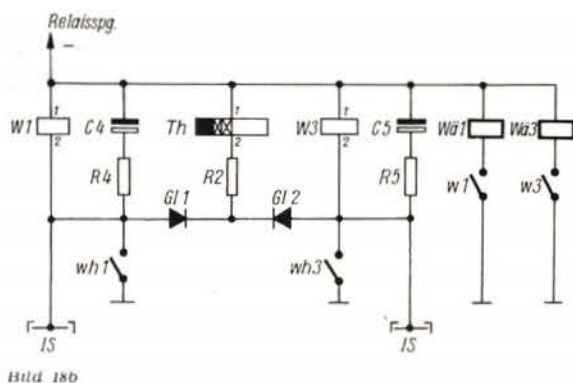 Relaisspg.
−
W1
1
2
C4
Th
1
2
W3
1
2
C5
Wä1
Wä3
R4
R2
R5
w1
w3
Gl 1
Gl 2
wh1
wh3
IS
IS
Bild 18b